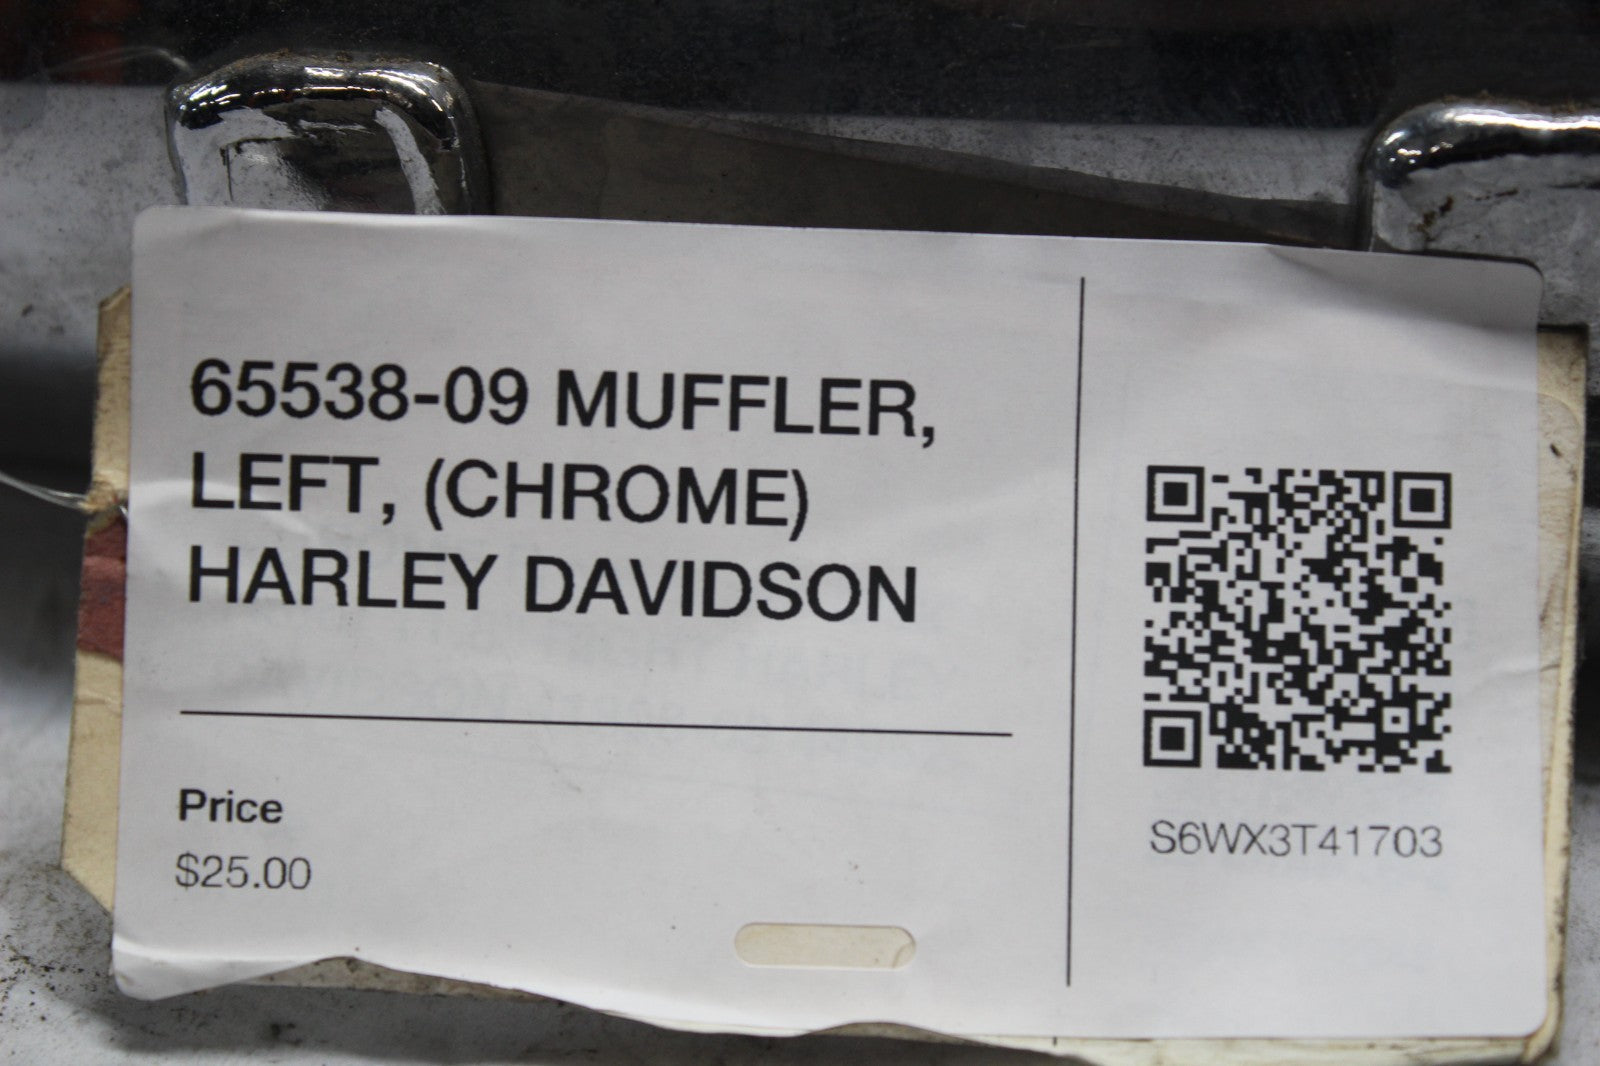 65538-09 MUFFLER,
LEFT, (CHROME)
HARLEY DAVIDSON
Price
$25.00
S6WX3T41703